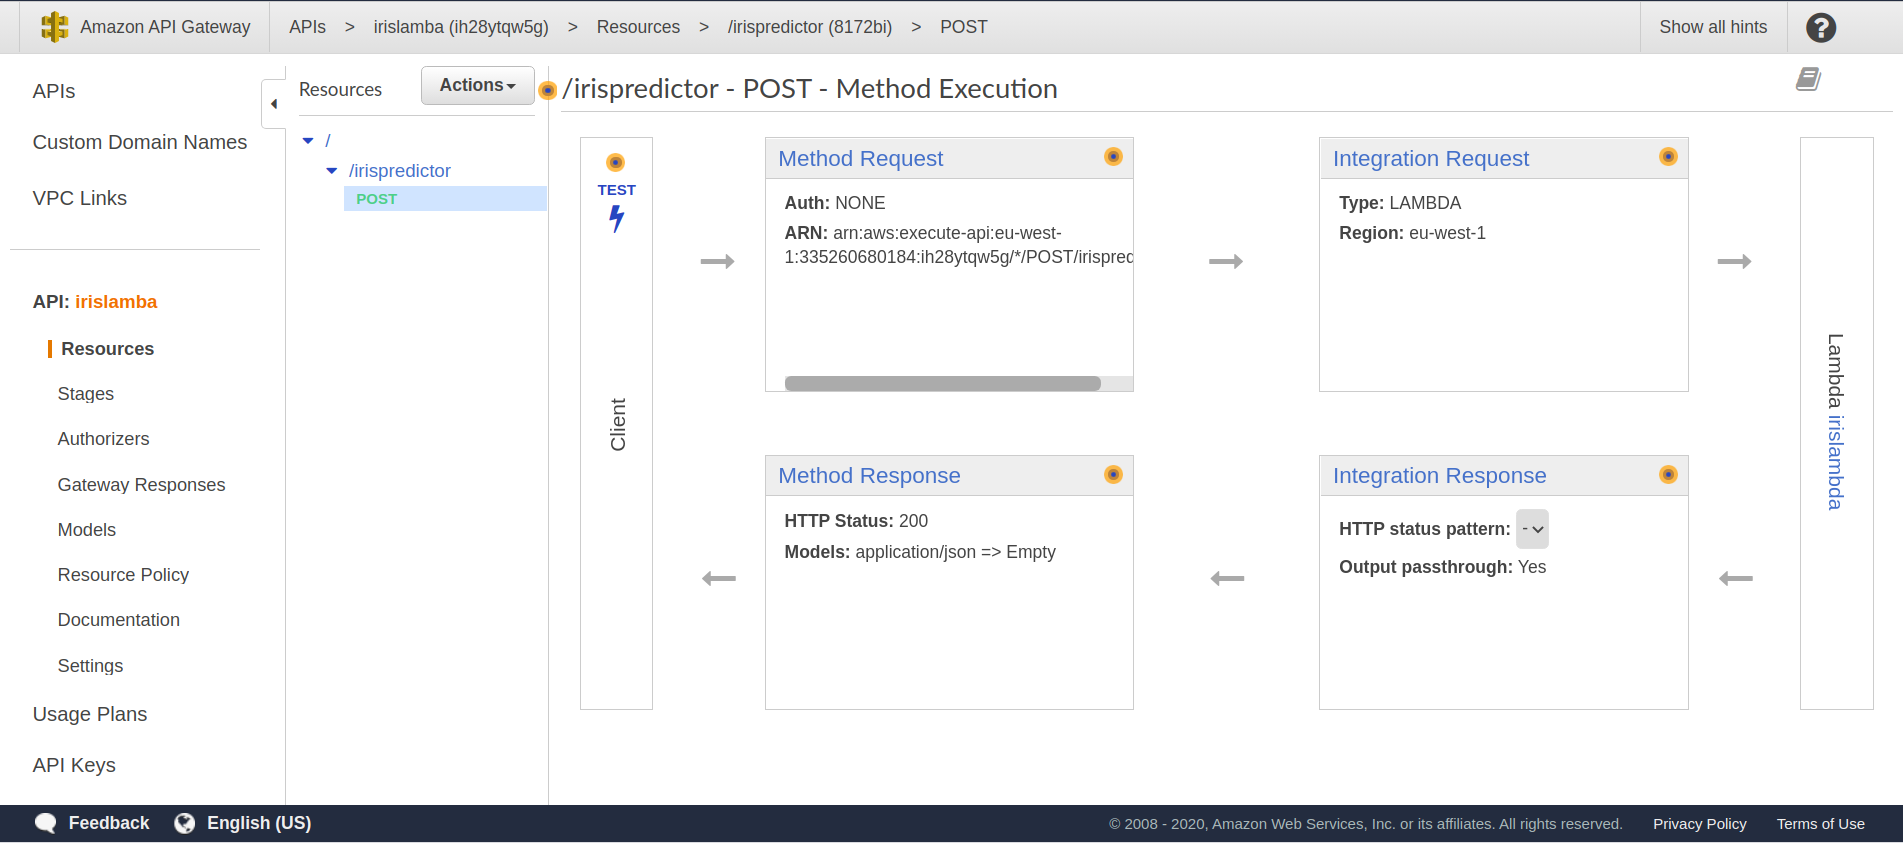 Amazon API Gateway
APIs > irislamba (ih28ytqw5g) > Resources > /irispredictor (8172bi) > POST
Show all hints
?
APIs
Custom Domain Names
VPC Links
API: irislamba
Resources
Stages
Authorizers
Gateway Responses
Models
Resource Policy
Documentation
Settings
Usage Plans
API Keys
Resources
Actions
/
/irispredictor
POST
/irispredictor - POST - Method Execution
TEST
Client
Method Request
Auth: NONE
ARN: arn:aws:execute-api:eu-west-
1:335260680184:ih28ytqw5g/*/POST/irispred
Integration Request
Type: LAMBDA
Region: eu-west-1
Lambda irislambda
Method Response
HTTP Status: 200
Models: application/json => Empty
Integration Response
HTTP status pattern: -
Output passthrough: Yes
Feedback
English (US)
© 2008 - 2020, Amazon Web Services, Inc. or its affiliates. All rights reserved.
Privacy Policy
Terms of Use